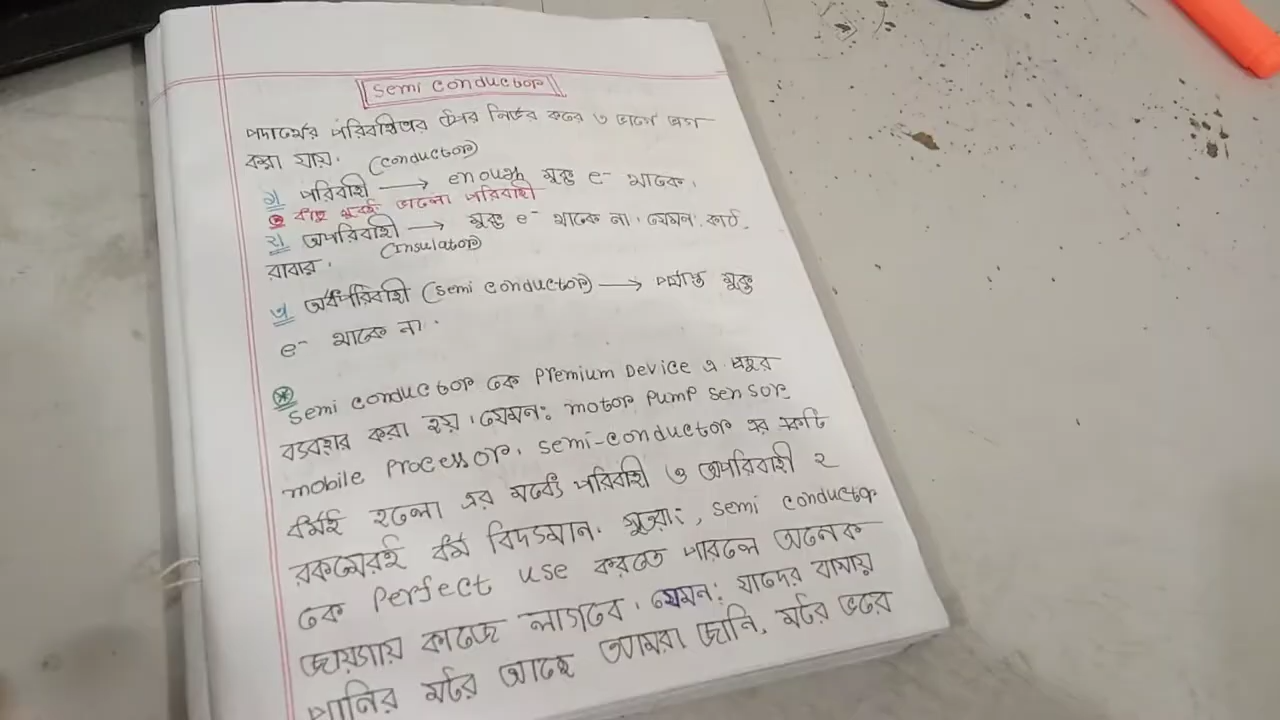 Semi conductor
পদার্থের পরিবাহিতার উপর নির্ভর করে ৩ ভাগে ভাগ
করা যায়.
(conductor)
১। পরিবাহী → enough মুক্ত e⁻ থাকে।
ভালো পরিবাহী
২। অপরিবাহী → মুক্ত e⁻ থাকে না। যেমন. কাঠ.
রাবার. (Insulator)
৩ অর্ধপরিবাহী (semi conductor) → পর্যাপ্ত মুক্ত
e⁻ থাকে না.
Semi conductor কে Premium Device এ প্রচুর
ব্যবহার করা হয়। যেমন: motor pump sensor
mobile processor. semi-conductor এর একটি
ধর্মই হলো এর মধ্যে পরিবাহী ও অপরিবাহী ২
রকমেরই ধর্ম বিদ্যমান. সুতরাং, semi conductor
কে Perfect use করতে পারলে অনেক
জায়গায় কাজে লাগবে. যেমন: যাদের বাসায়
পানির মটর আছে আমরা জানি. মটর ভরে